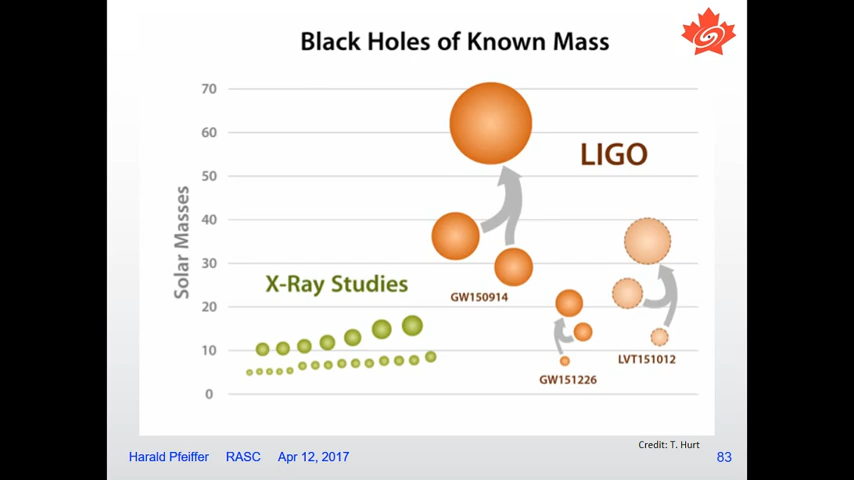 Black Holes of Known Mass
70
60
50
40
30
20
10
0
Solar Masses
LIGO
X-Ray Studies
GW150914
GW151226
LVT151012
Credit: T. Hurt
Harald Pfeiffer RASC Apr 12, 2017
83